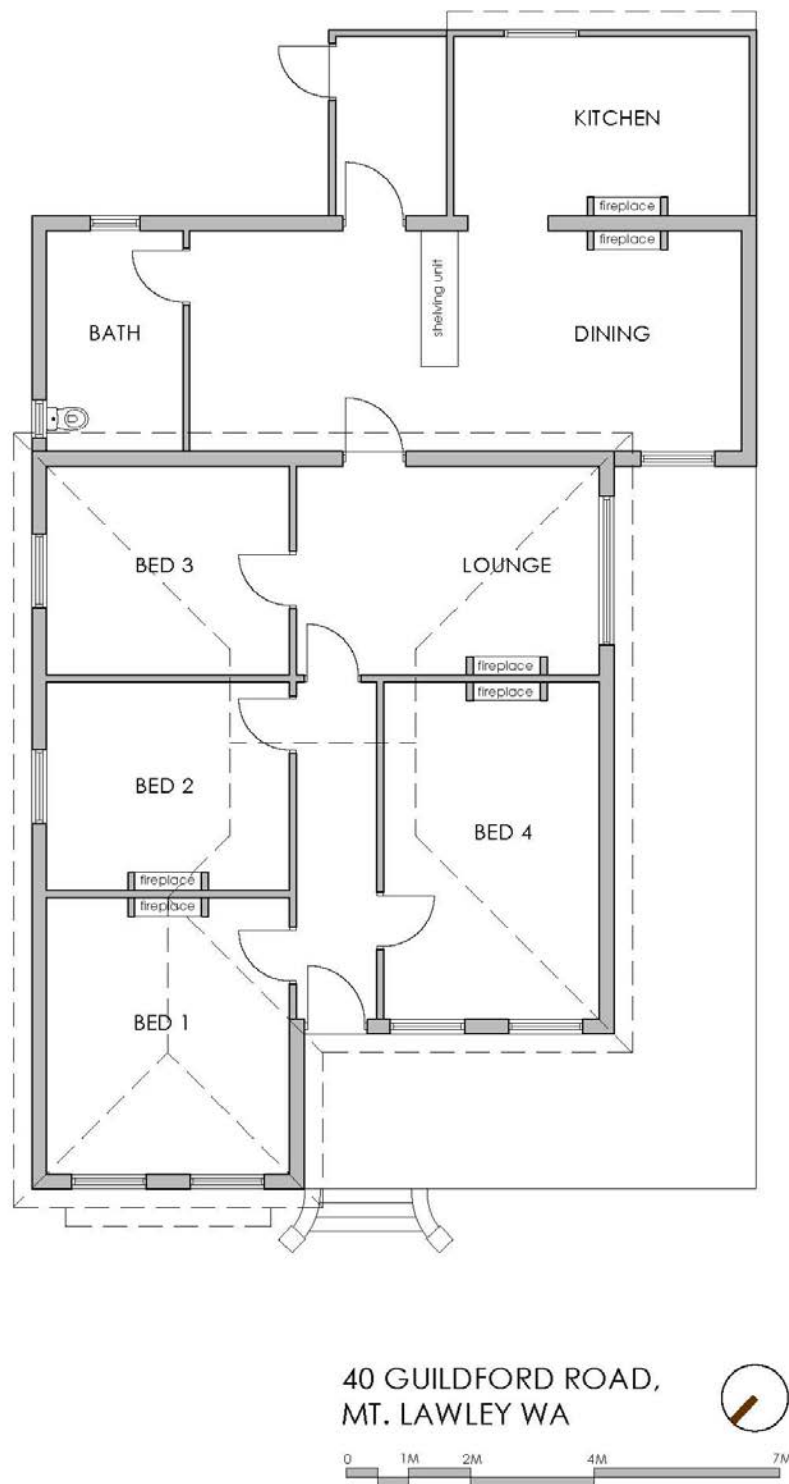 KITCHEN
fireplace
fireplace
shelving unit
BATH
DINING
BED 3
LOUNGE
fireplace
fireplace
BED 2
BED 4
fireplace
fireplace
BED 1
40 GUILDFORD ROAD,
MT. LAWLEY WA
0 1M 2M 4M 7M